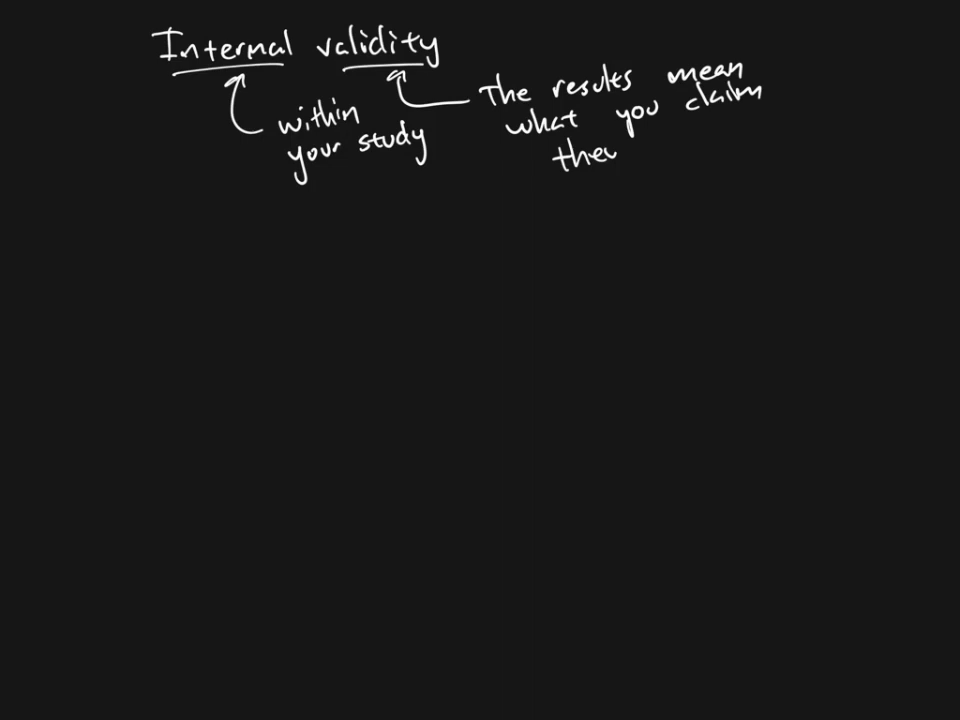 Internal validity
within
your study
The results mean
what you claim